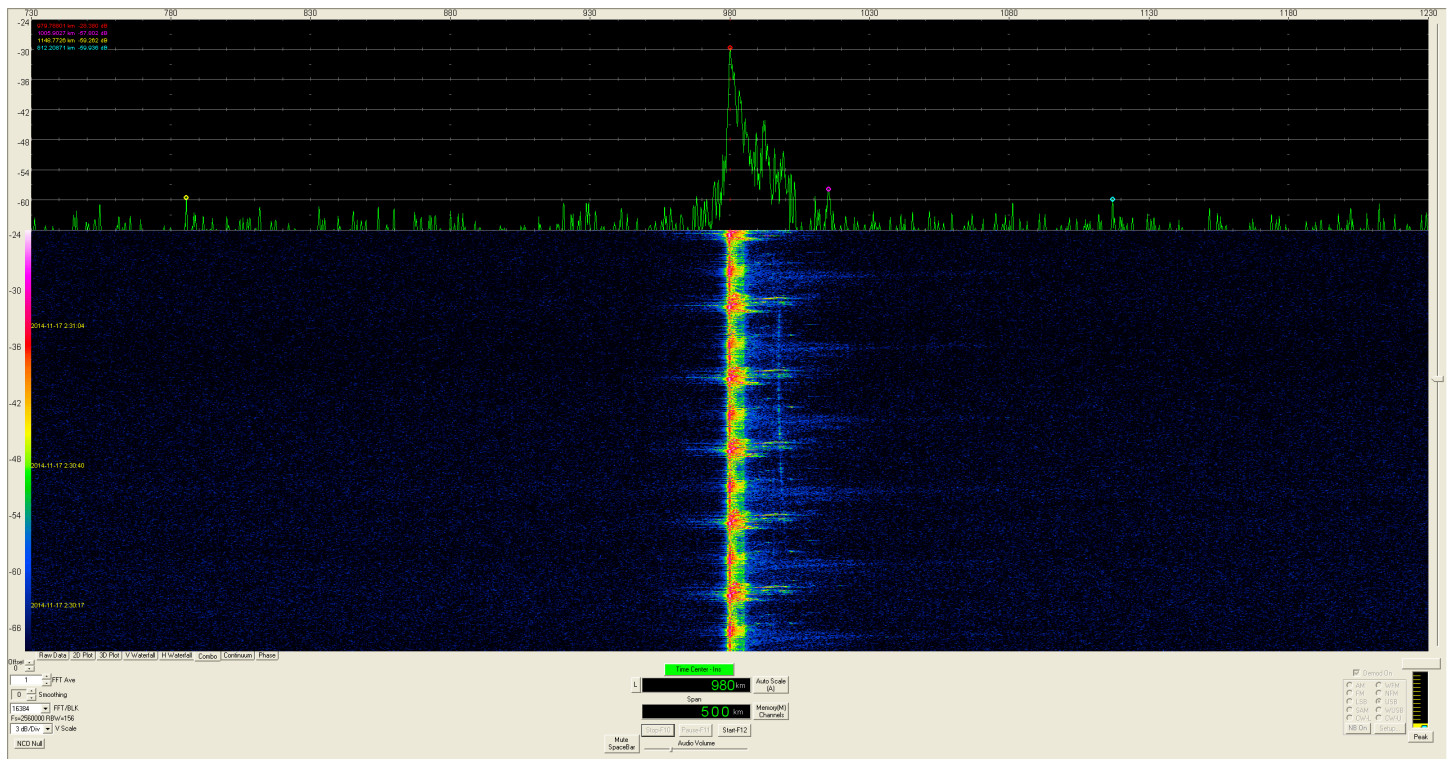 730 780 830 880 930 980 1030 1080 1130 1180 1230
-24
-30
-36
-42
-48
-54
-60
-24
-30
-36
-42
-48
-54
-60
-66
2014-11-17 2:31:04
2014-11-17 2:30:40
2014-11-17 2:30:17
Raw Data 2D Plot 3D Plot V Waterfall H Waterfall Combo Continuum Phase
Offset
0
1 FFT Ave
0 Smoothing
16384 FFT/BLK
Fs=2560000 RBW=156
3 dB/Div V Scale
NCO Null
Time Center - Ins
L 980 km Auto Scale (A)
Span
500 km Memory(M) Channels
Stop-F10 Pause-F11 Start-F12
Mute SpaceBar
Audio Volume
Demod On
AM WFM
FM NFM
LSB USB
SAM WUSB
CW-L CW-U
NB On Setup...
Peak